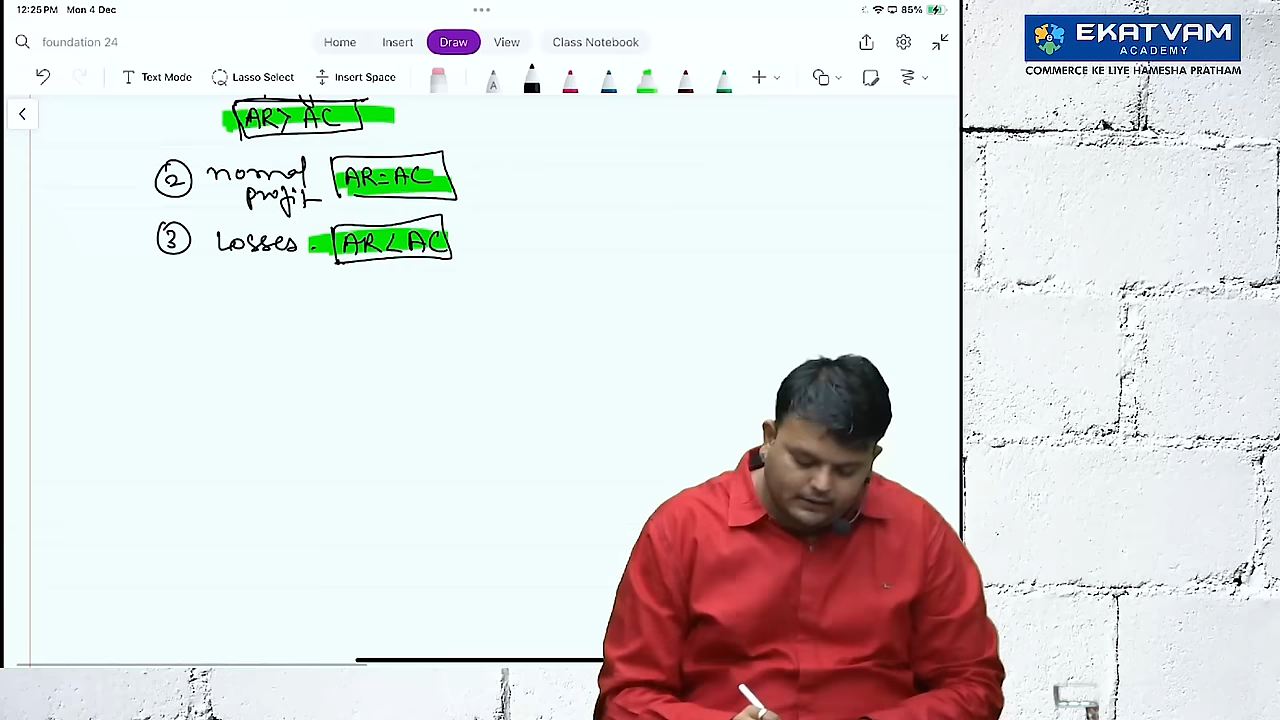 12:25 PM Mon 4 Dec
85%
EKATVAM
ACADEMY
COMMERCE KE LIYE HAMESHA PRATHAM
foundation 24
Home Insert Draw View Class Notebook
Text Mode Lasso Select Insert Space
AR > AC
② normal profit AR = AC
③ Losses. AR < AC